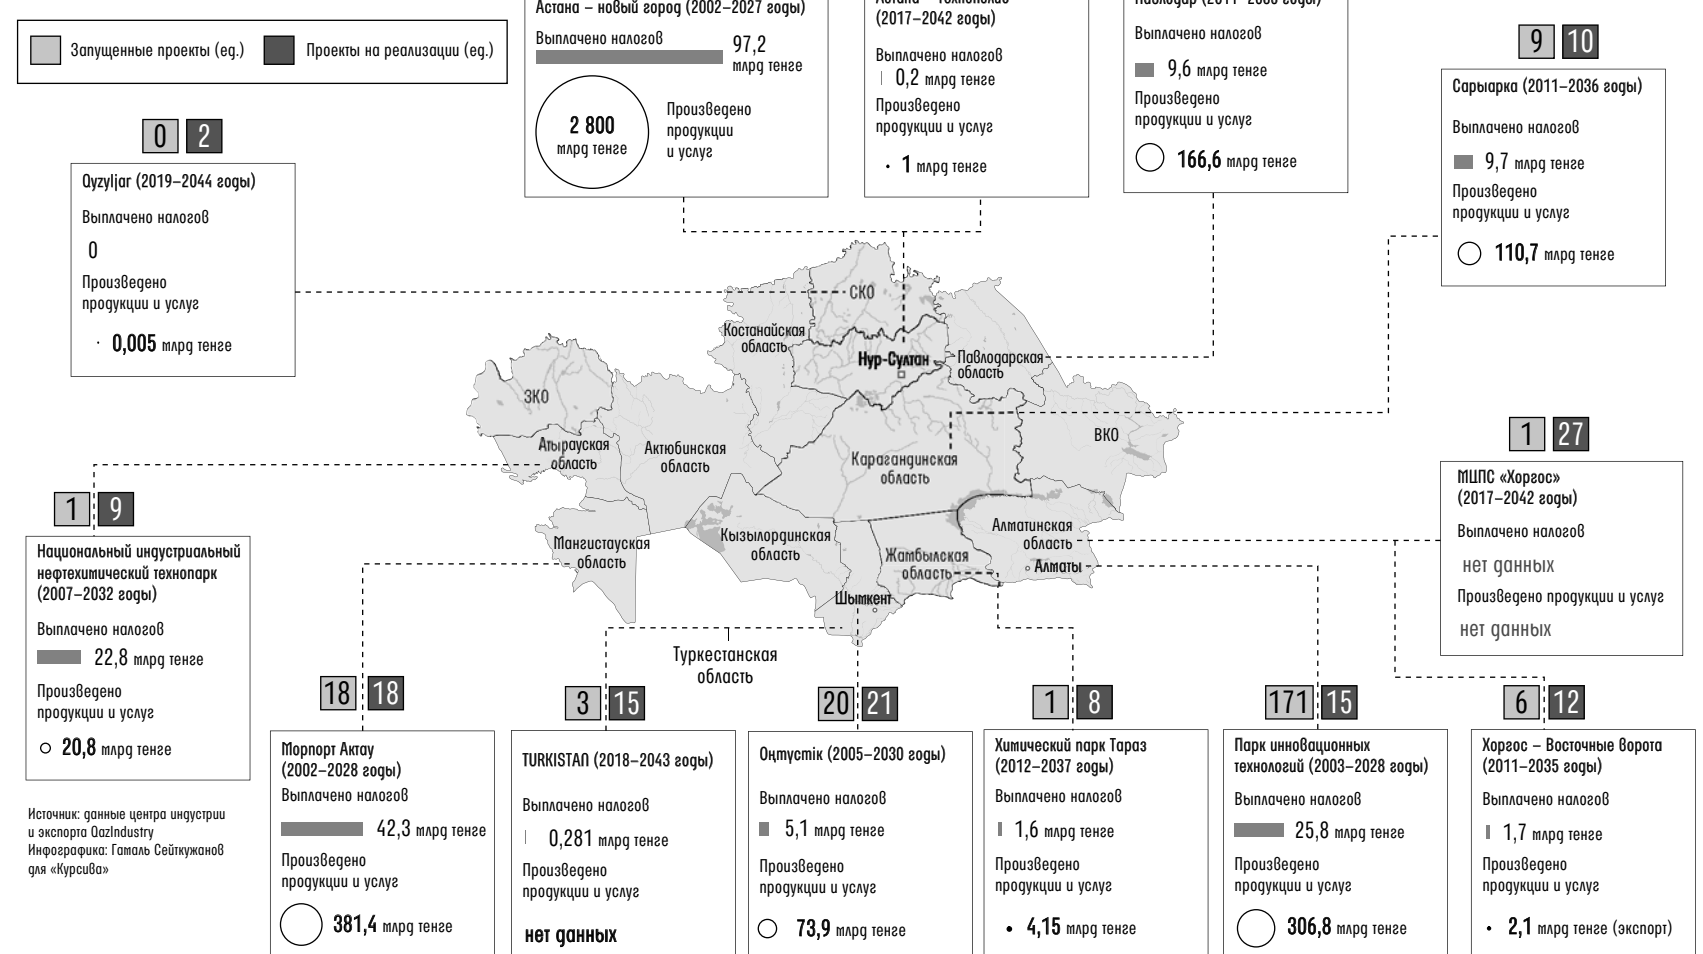 Запущенные проекты (ед.)
Проекты на реализации (ед.)
Астана – новый город (2002–2027 годы)
Выплачено налогов
97,2
млрд тенге
2 800
млрд тенге
Произведено
продукции
и услуг
(2017–2042 годы)
Выплачено налогов
0,2 млрд тенге
Произведено
продукции и услуг
1 млрд тенге
Выплачено налогов
9,6 млрд тенге
Произведено
продукции и услуг
166,6 млрд тенге
9 10
Сарыарка (2011–2036 годы)
Выплачено налогов
9,7 млрд тенге
Произведено
продукции и услуг
110,7 млрд тенге
0 2
Qyzyljar (2019–2044 годы)
Выплачено налогов
0
Произведено
продукции и услуг
0,005 млрд тенге
СКО
Костанайская
область
Нур-Султан
Павлодарская
область
ЗКО
Атырауская
область
Актюбинская
область
Карагандинская
область
ВКО
Мангистауская
область
Кызылординская
область
Жамбылская
область
Алматинская
область
Алматы
Шымкент
Туркестанская
область
1 27
МЦПС «Хоргос»
(2017–2042 годы)
Выплачено налогов
нет данных
Произведено продукции и услуг
нет данных
1 9
Национальный индустриальный
нефтехимический технопарк
(2007–2032 годы)
Выплачено налогов
22,8 млрд тенге
Произведено
продукции и услуг
20,8 млрд тенге
18 18
Морпорт Актау
(2002–2028 годы)
Выплачено налогов
42,3 млрд тенге
Произведено
продукции и услуг
381,4 млрд тенге
3 15
TURKISTAN (2018–2043 годы)
Выплачено налогов
0,281 млрд тенге
Произведено
продукции и услуг
нет данных
20 21
Оңтүстік (2005–2030 годы)
Выплачено налогов
5,1 млрд тенге
Произведено
продукции и услуг
73,9 млрд тенге
1 8
Химический парк Тараз
(2012–2037 годы)
Выплачено налогов
1,6 млрд тенге
Произведено
продукции и услуг
4,15 млрд тенге
171 15
Парк инновационных
технологий (2003–2028 годы)
Выплачено налогов
25,8 млрд тенге
Произведено
продукции и услуг
306,8 млрд тенге
6 12
Хоргос – Восточные ворота
(2011–2035 годы)
Выплачено налогов
1,7 млрд тенге
Произведено
продукции и услуг
2,1 млрд тенге (экспорт)
Источник: данные центра индустрии
и экспорта QazIndustry
Инфографика: Гамаль Сейткужанов
для «Курсива»